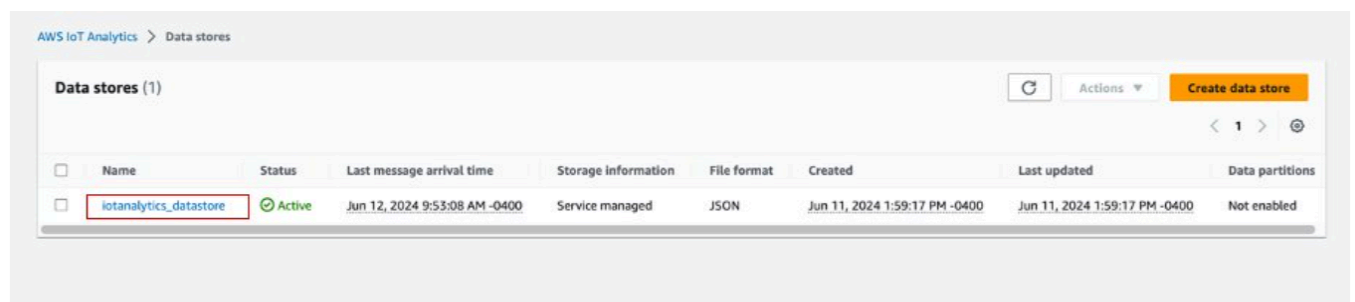 AWS IoT Analytics > Data stores
Data stores (1)
Actions
Create data store
< 1 >
Name Status Last message arrival time Storage information File format Created Last updated Data partitions
iotanalytics_datastore Active Jun 12, 2024 9:53:08 AM -0400 Service managed JSON Jun 11, 2024 1:59:17 PM -0400 Jun 11, 2024 1:59:17 PM -0400 Not enabled